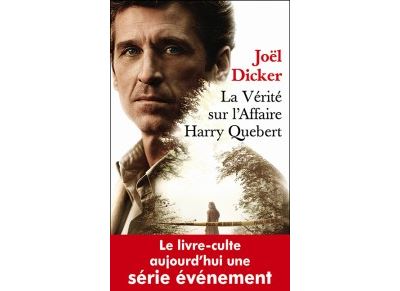 Joël
Dicker
La Vérité
sur l'Affaire
Harry Quebert
Le livre-culte
aujourd'hui une
série événement